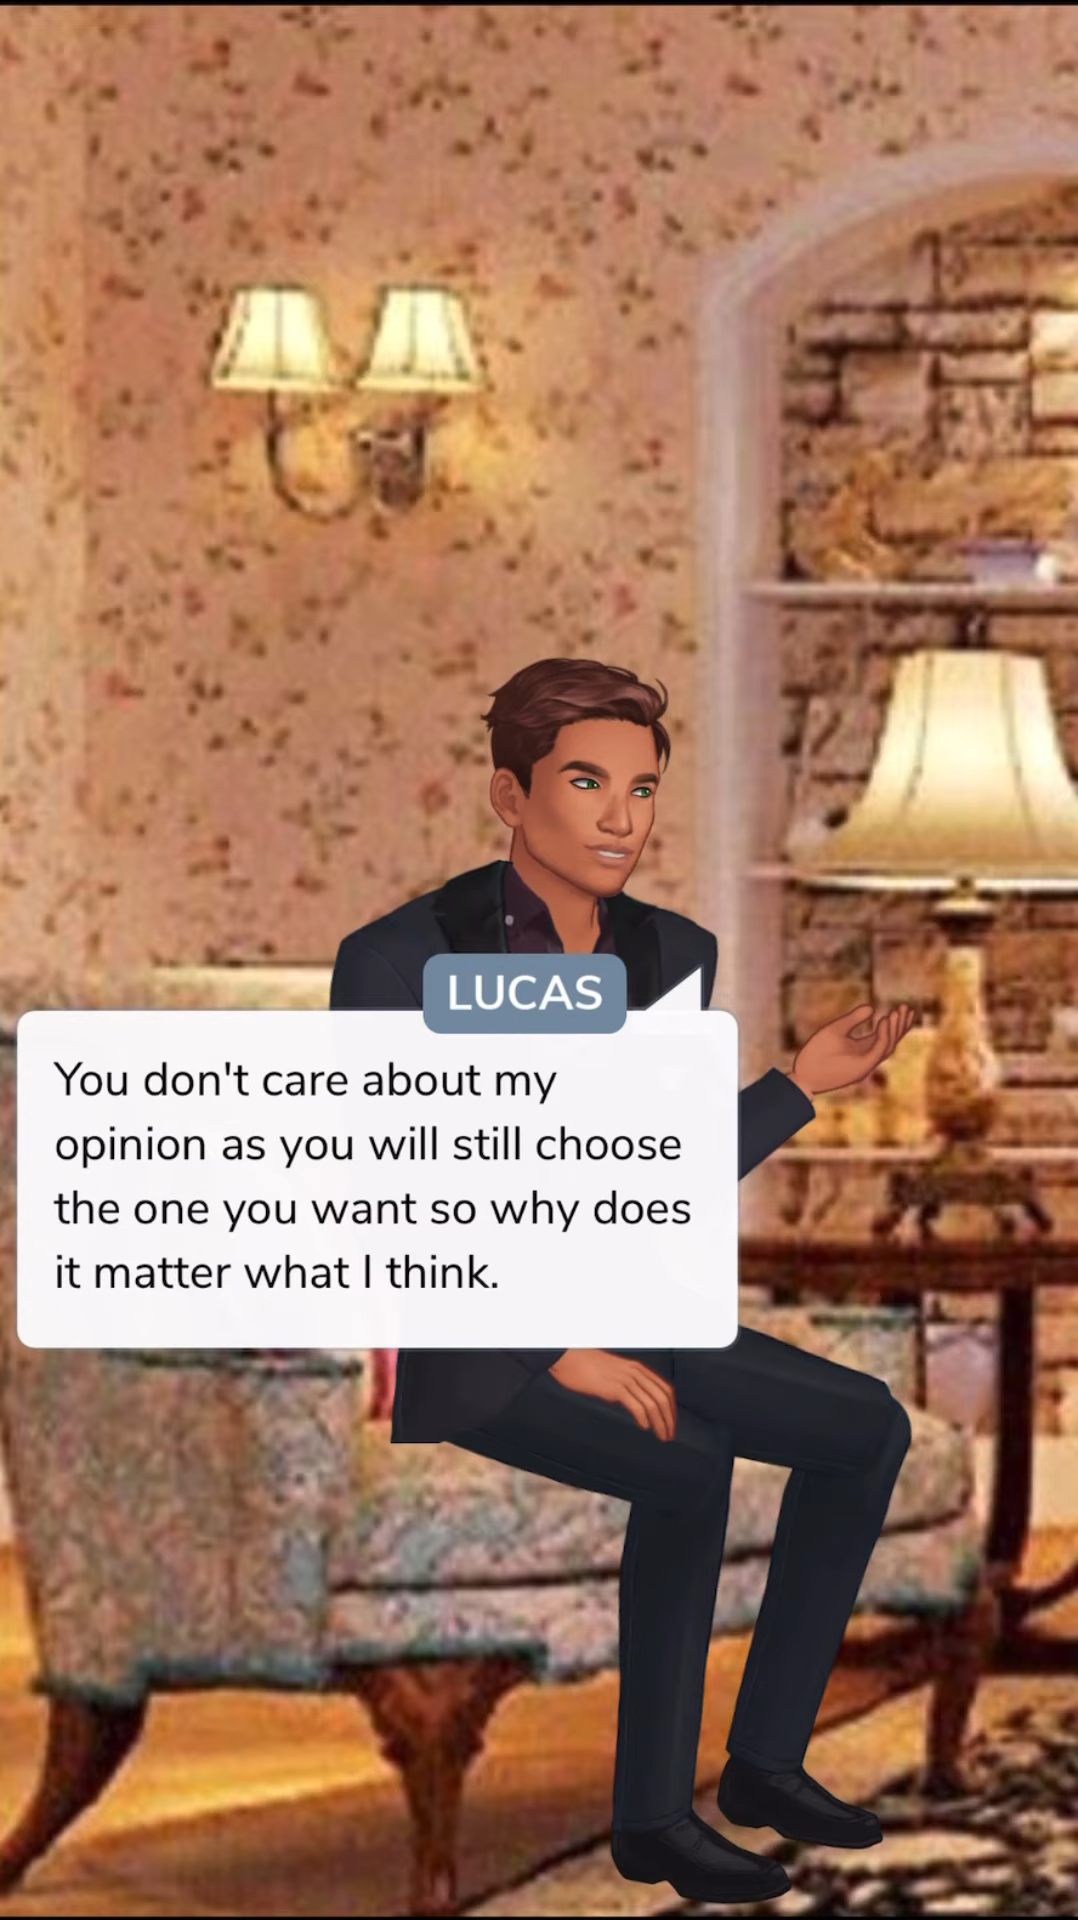 LUCAS
You don't care about my
opinion as you will still choose
the one you want so why does
it matter what I think.